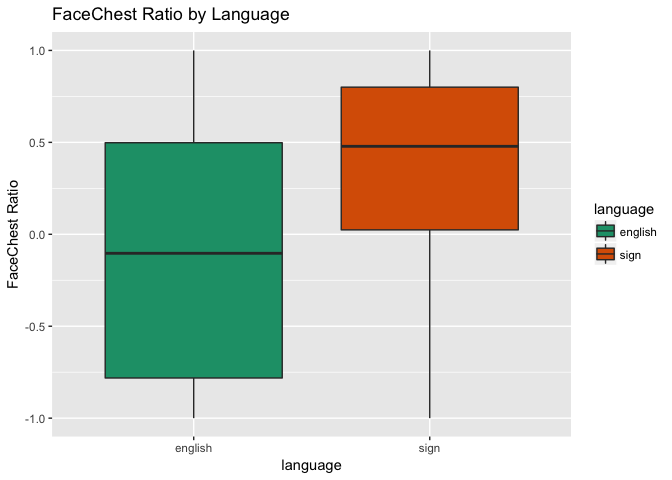 FaceChest Ratio by Language
FaceChest Ratio
1.0
0.5
0.0
-0.5
-1.0
english
sign
language
language
english
sign